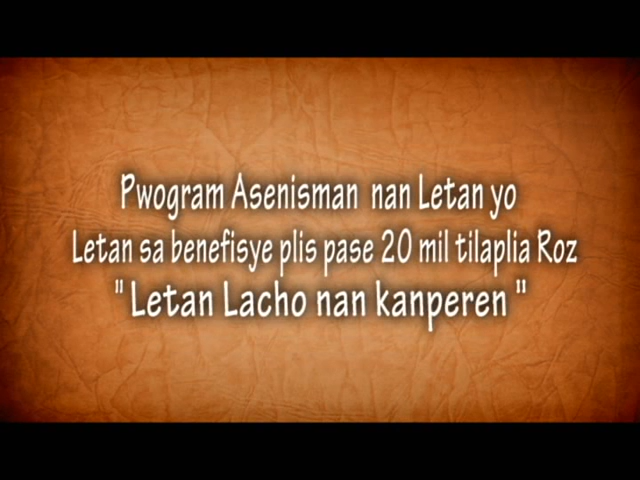 Pwogram Asenisman nan Letan yo
Letan sa benefisye plis pase 20 mil tilaplia Roz
" Letan Lacho nan kanperen "